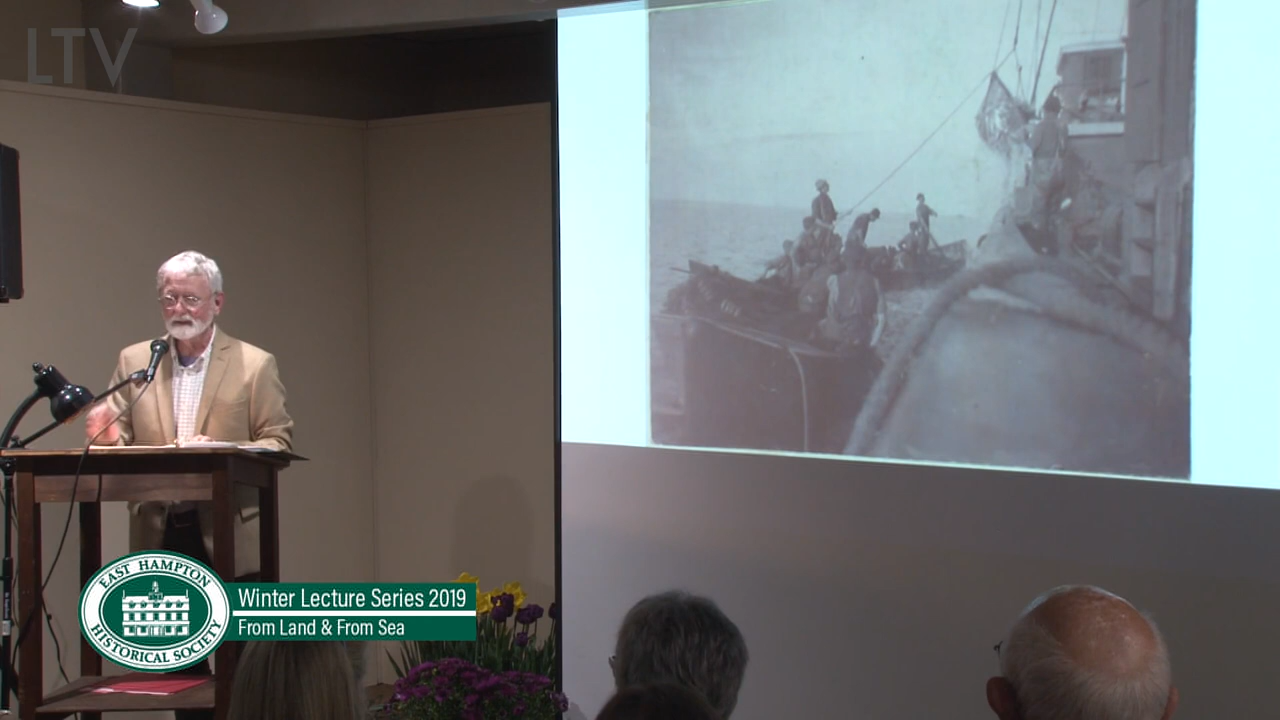 LTV
EAST HAMPTON
HISTORICAL SOCIETY
Winter Lecture Series 2019
From Land & From Sea